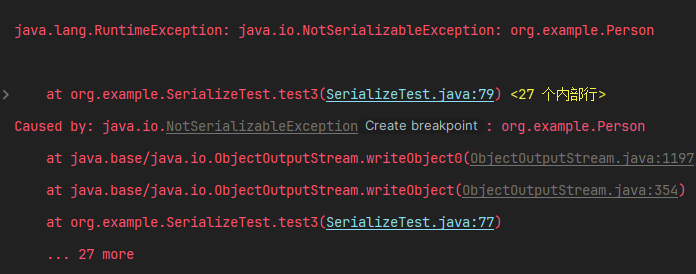 java.lang.RuntimeException: java.io.NotSerializableException: org.example.Person
at org.example.SerializeTest.test3(SerializeTest.java:79) <27 个内部行>
Caused by: java.io.NotSerializableException Create breakpoint : org.example.Person
at java.base/java.io.ObjectOutputStream.writeObject0(ObjectOutputStream.java:1197
at java.base/java.io.ObjectOutputStream.writeObject(ObjectOutputStream.java:354)
at org.example.SerializeTest.test3(SerializeTest.java:77)
... 27 more